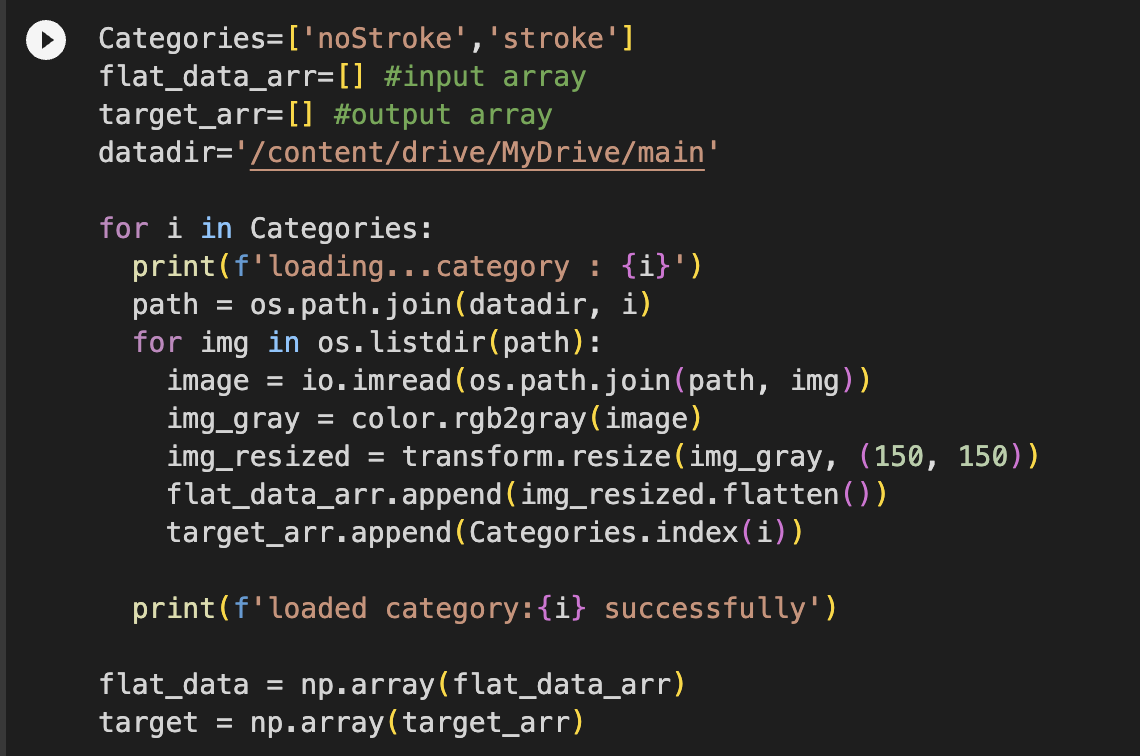 Categories=['noStroke','stroke']
flat_data_arr=[] #input array
target_arr=[] #output array
datadir='/content/drive/MyDrive/main'

for i in Categories:
  print(f'loading...category : {i}')
  path = os.path.join(datadir, i)
  for img in os.listdir(path):
    image = io.imread(os.path.join(path, img))
    img_gray = color.rgb2gray(image)
    img_resized = transform.resize(img_gray, (150, 150))
    flat_data_arr.append(img_resized.flatten())
    target_arr.append(Categories.index(i))

  print(f'loaded category:{i} successfully')

flat_data = np.array(flat_data_arr)
target = np.array(target_arr)